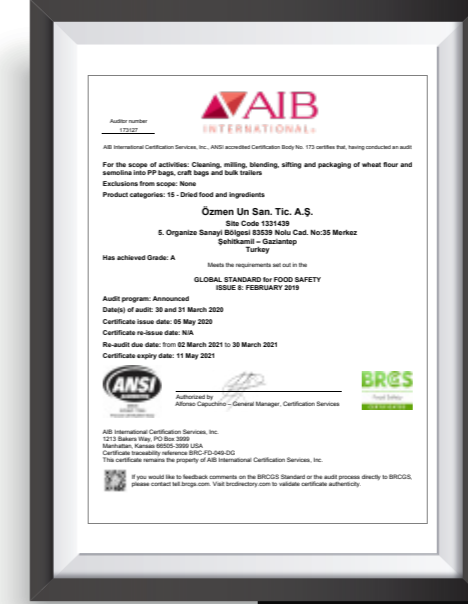 AIB
INTERNATIONAL
Auditor number
173127
AIB International Certification Services, Inc., ANSI accredited Certification Body No. 173 certifies that, having conducted an audit
For the scope of activities: Cleaning, milling, blending, sifting and packaging of wheat flour and
semolina into PP bags, craft bags and bulk trailers
Exclusions from scope: None
Product categories: 15 - Dried food and ingredients
Özmen Un San. Tic. A.Ş.
Site Code 1331439
5. Organize Sanayi Bölgesi 83539 Nolu Cad. No:35 Merkez
Şehitkamil – Gaziantep
Turkey
Has achieved Grade: A
Meets the requirements set out in the
GLOBAL STANDARD for FOOD SAFETY
ISSUE 8: FEBRUARY 2019
Audit program: Announced
Date(s) of audit: 30 and 31 March 2020
Certificate issue date: 05 May 2020
Certificate re-issue date: N/A
Re-audit due date: from 02 March 2021 to 30 March 2021
Certificate expiry date: 11 May 2021
ANSI
BRCGS
Food Safety
CERTIFICATED
Authorized by
Alfonso Capuchino – General Manager, Certification Services
AIB International Certification Services, Inc.
1213 Bakers Way, PO Box 3999
Manhattan, Kansas 66505-3999 USA
Certificate traceability reference BRC-FD-049-DG
This certificate remains the property of AIB International Certification Services, Inc.
If you would like to feedback comments on the BRCGS Standard or the audit process directly to BRCGS,
please contact tell.brcgs.com. Visit brcdirectory.com to validate certificate authenticity.